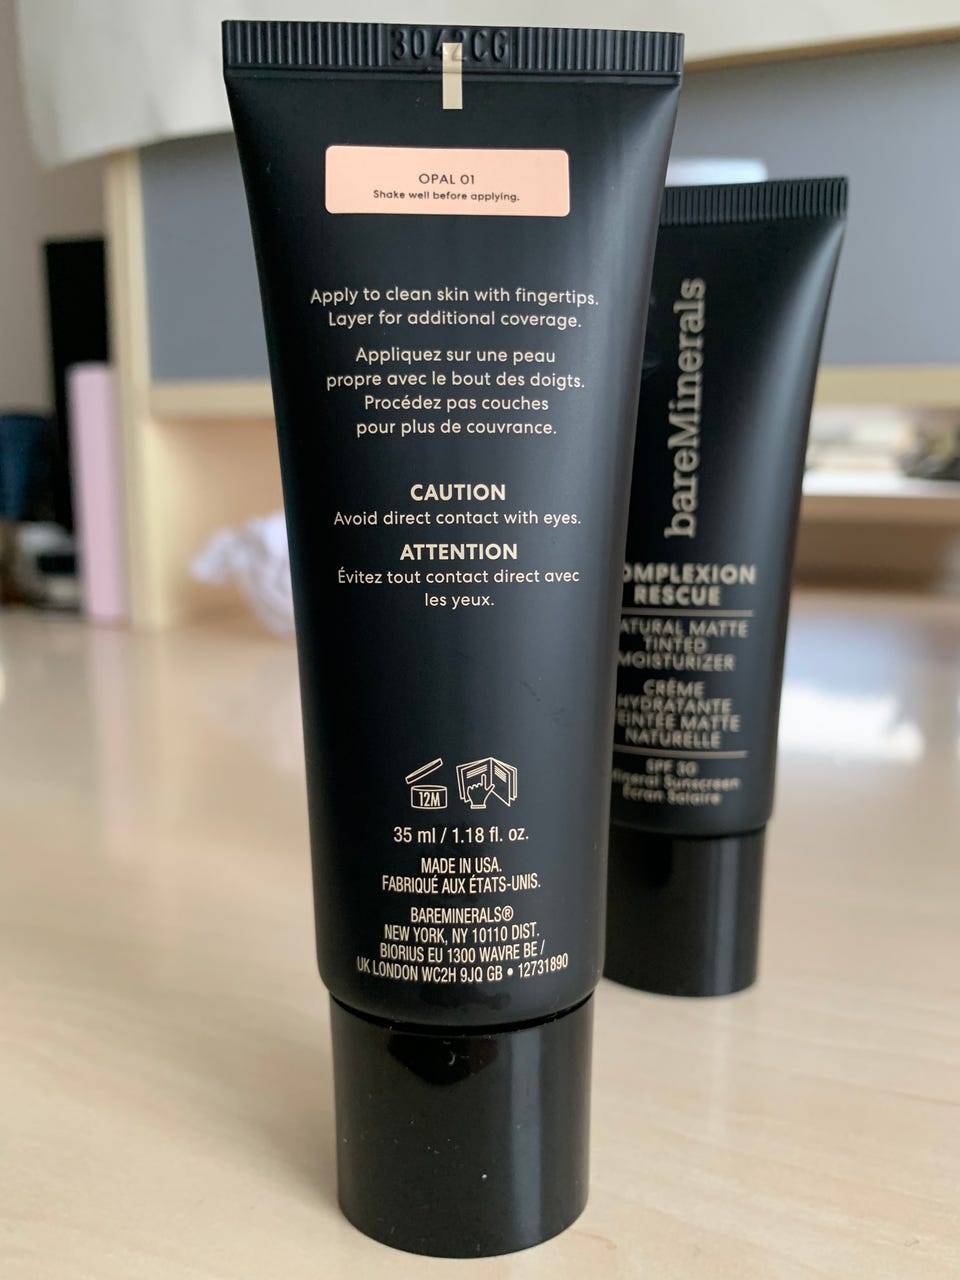 3042CG
OPAL 01
Shake well before applying.
Apply to clean skin with fingertips.
Layer for additional coverage.
Appliquez sur une peau
propre avec le bout des doigts.
Procédez pas couches
pour plus de couvrance.
CAUTION
Avoid direct contact with eyes.
ATTENTION
Évitez tout contact direct avec
les yeux.
12M
35 ml / 1.18 fl. oz.
MADE IN USA.
FABRIQUÉ AUX ÉTATS-UNIS.
BAREMINERALS®
NEW YORK, NY 10110 DIST.
BIORIUS EU 1300 WAVRE BE /
UK LONDON WC2H 9JQ GB • 12731890
bareMinerals
OMPLEXION
RESCUE
ATURAL MATTE
TINTED
MOISTURIZER
CRÈME
HYDRATANTE
EINTÉE MATTE
NATURELLE
SPF 30
ineral Sunscreen
Écran Solaire